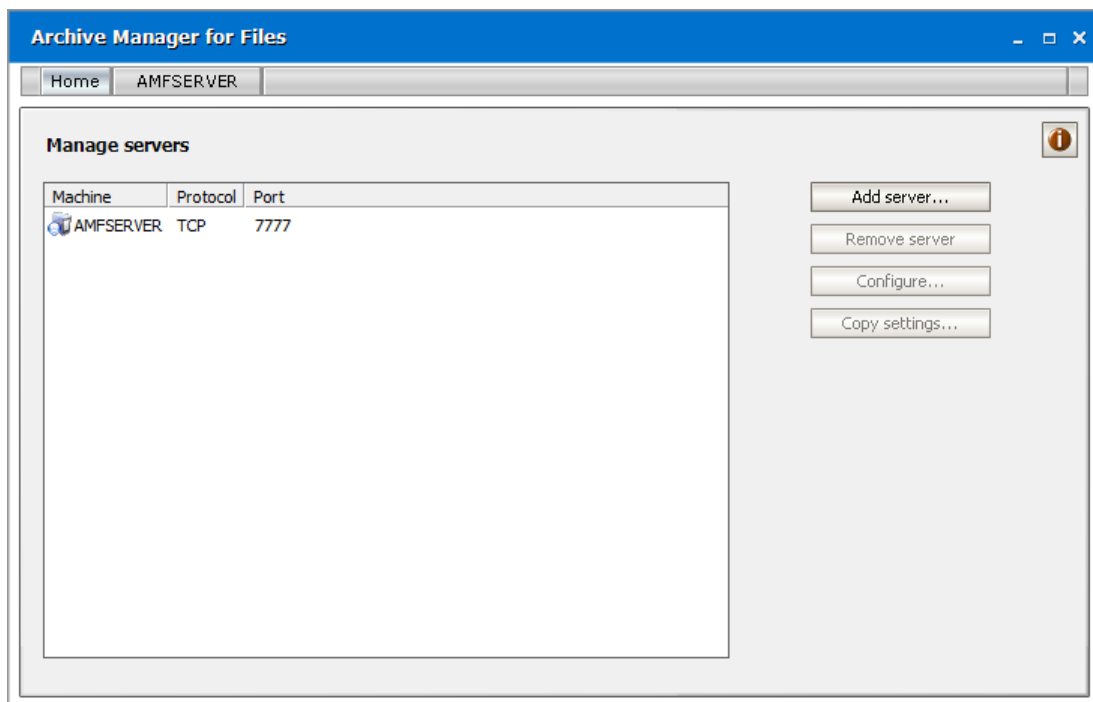 Archive Manager for Files
Home AMFSERVER
Manage servers
Machine Protocol Port
AMFSERVER TCP 7777
Add server...
Remove server
Configure...
Copy settings...